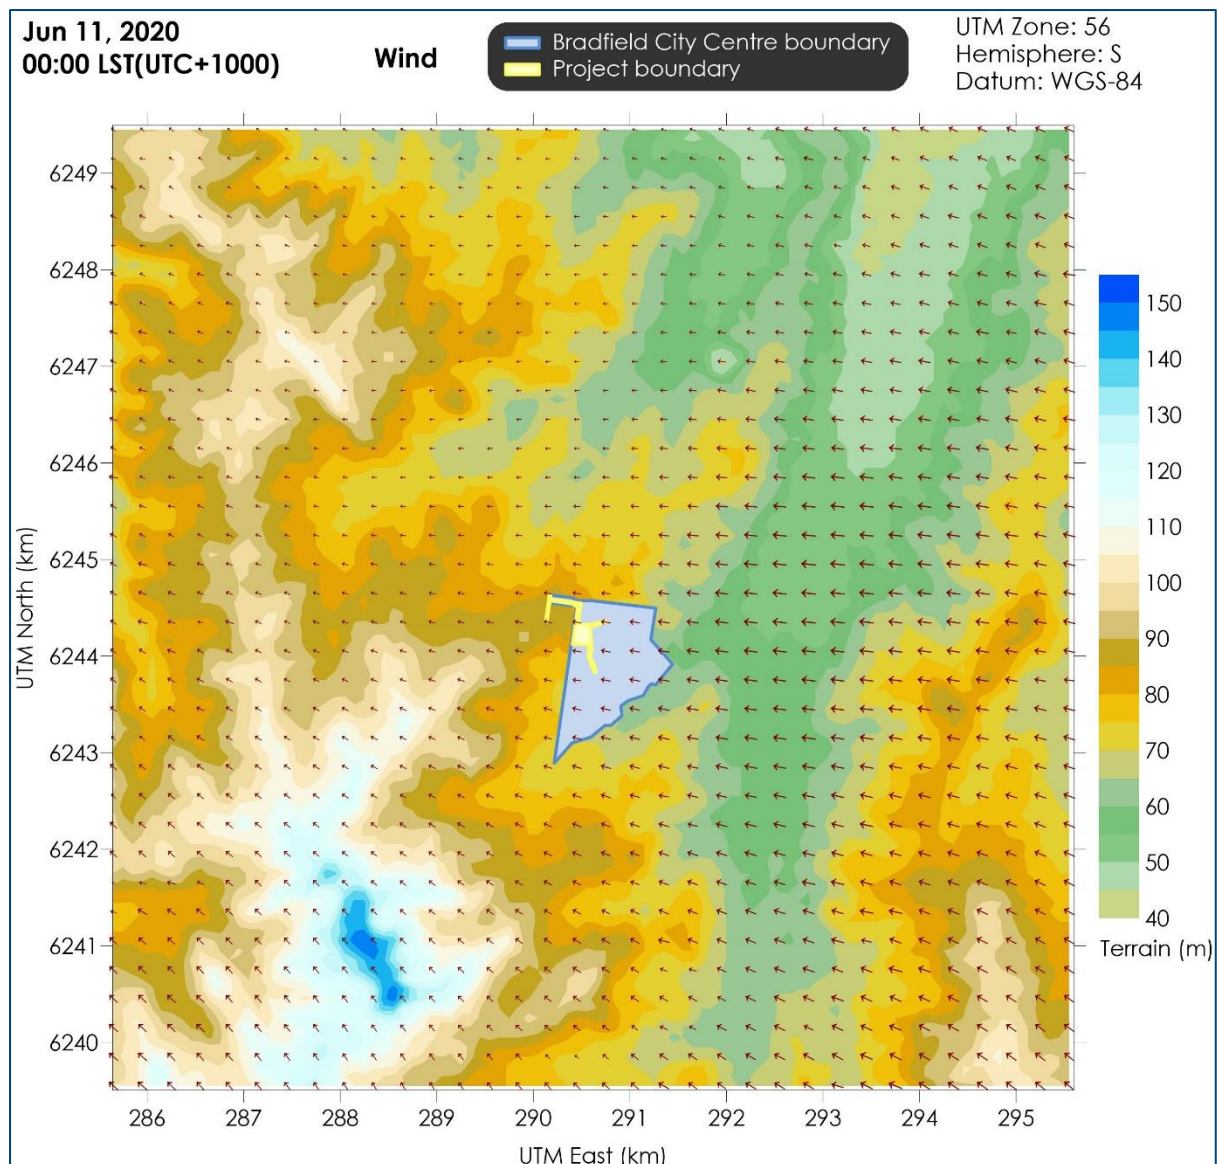 Jun 11, 2020
00:00 LST(UTC+1000)
Wind
Bradfield City Centre boundary
Project boundary
UTM Zone: 56
Hemisphere: S
Datum: WGS-84
6249
6248
6247
6246
6245
6244
6243
6242
6241
6240
UTM North (km)
286 287 288 289 290 291 292 293 294 295
UTM East (km)
150
140
130
120
110
100
90
80
70
60
50
40
Terrain (m)